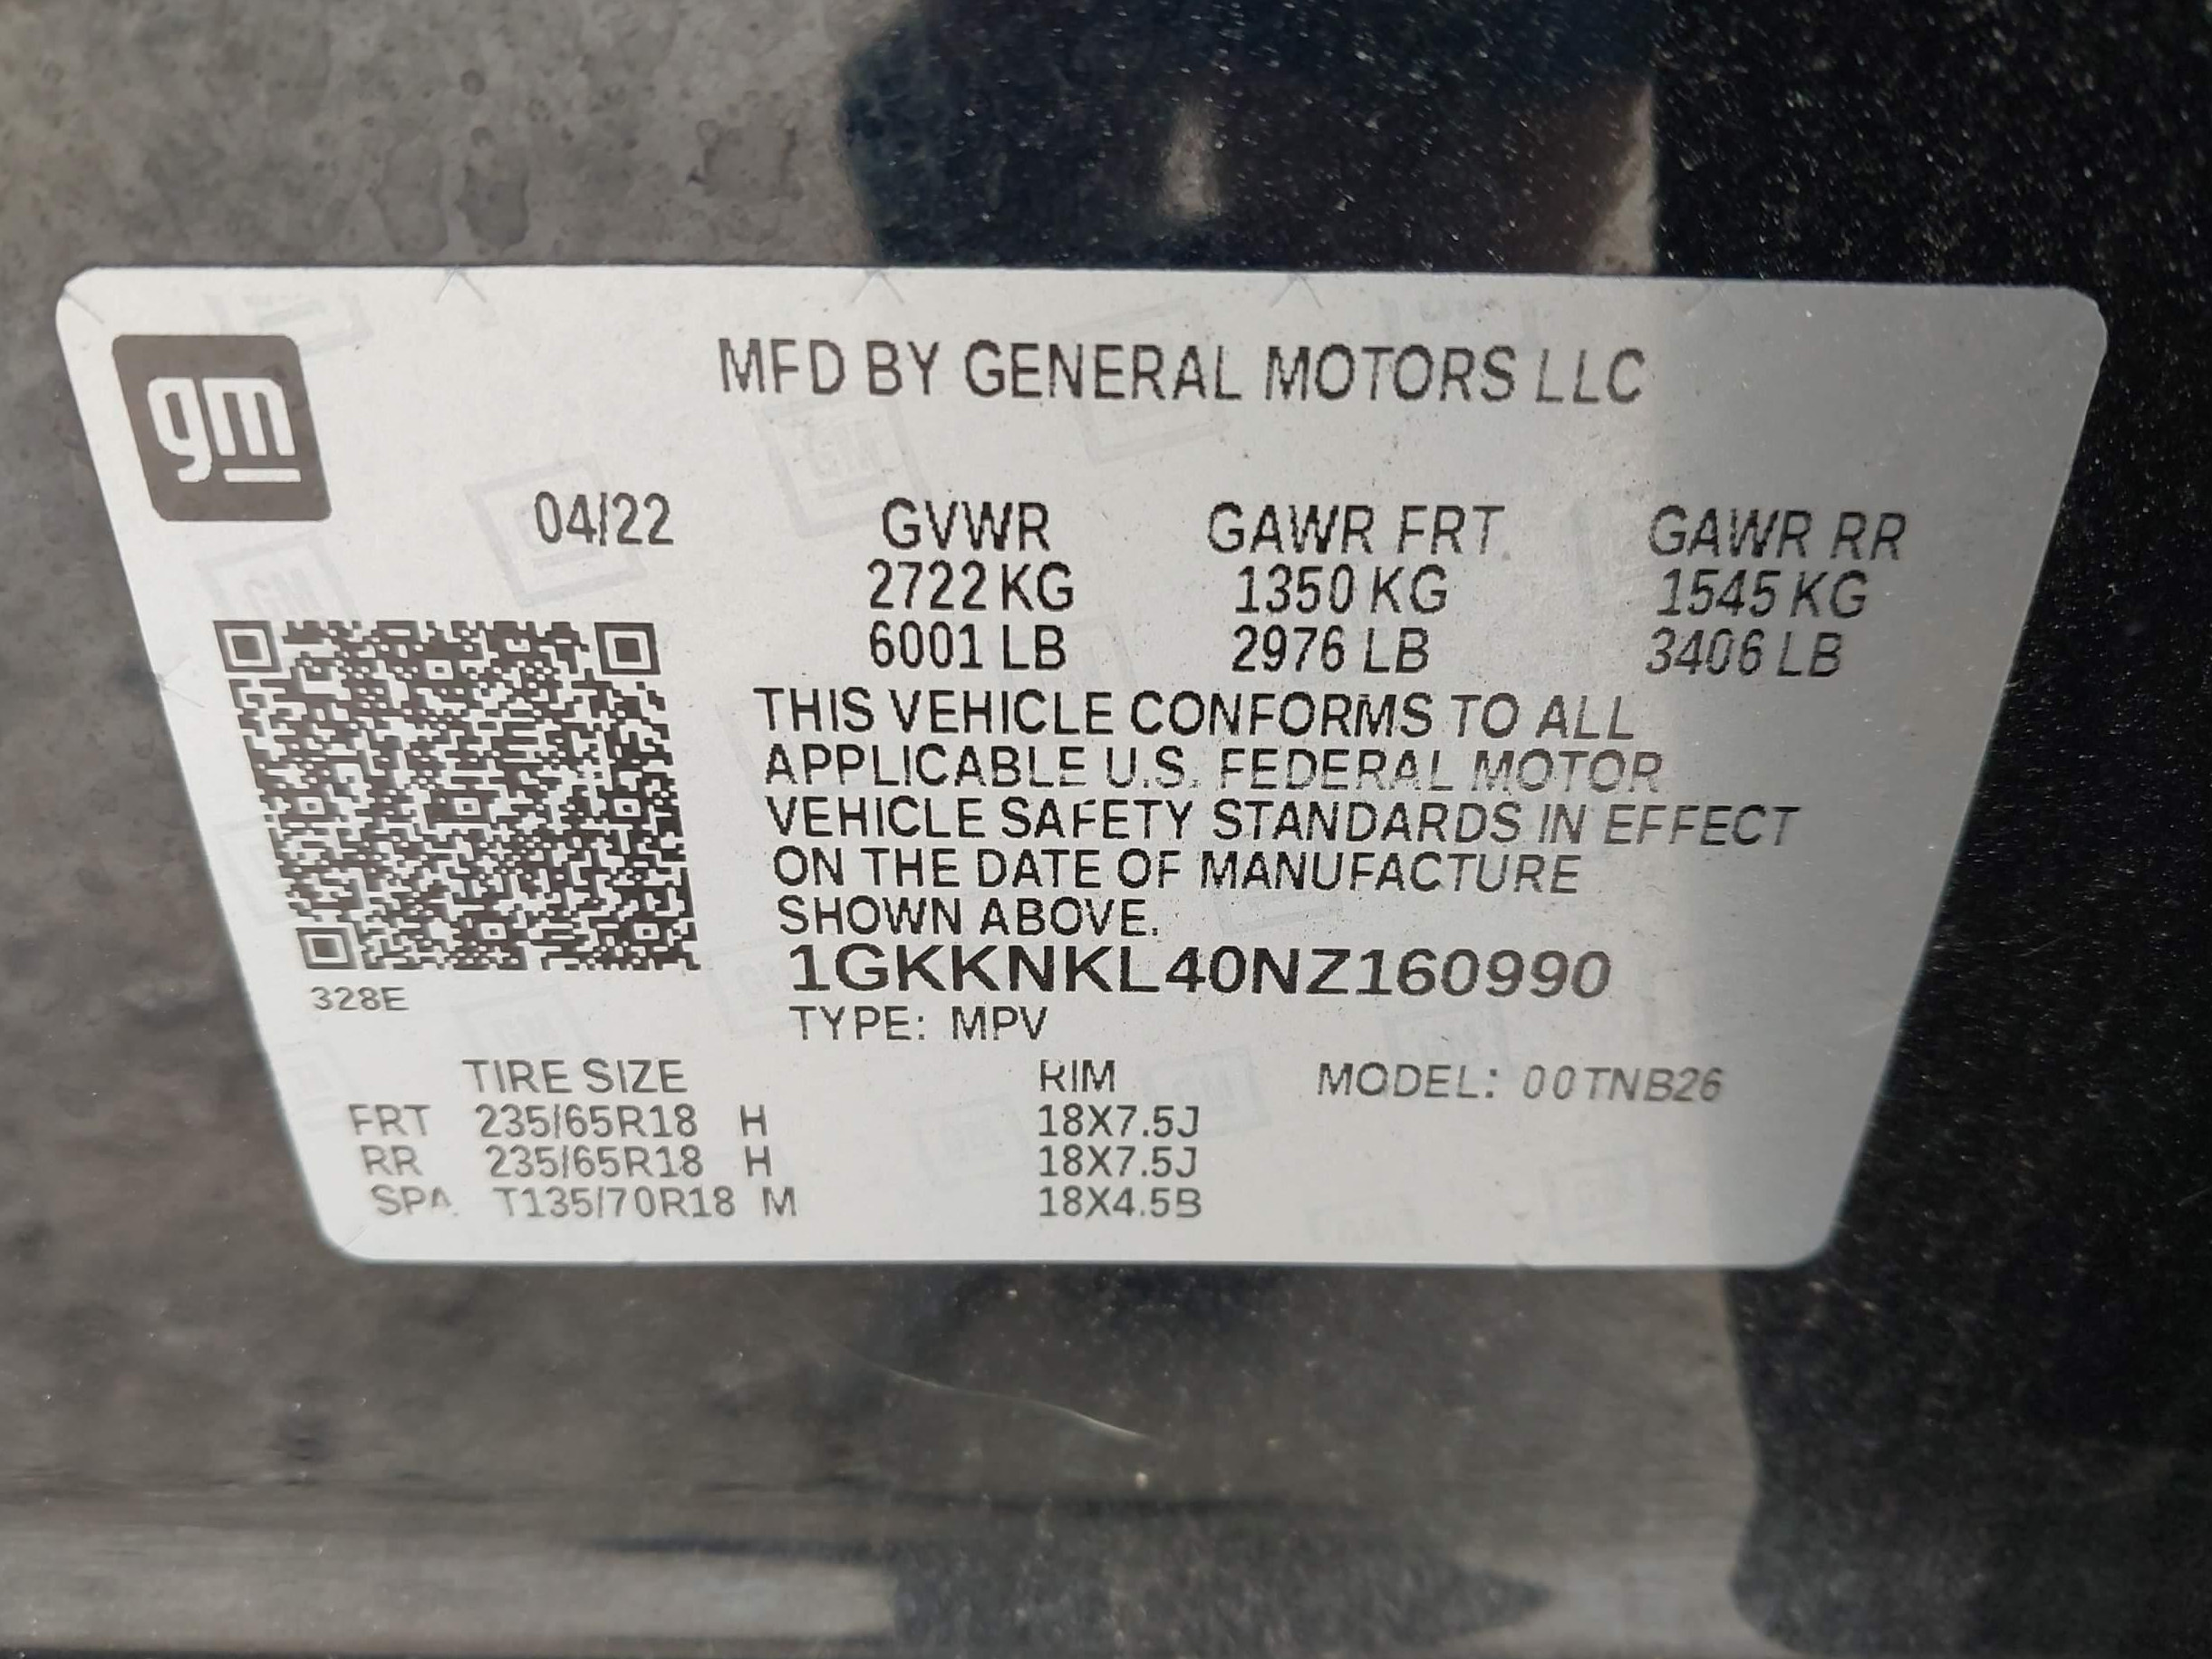 gm
MFD BY GENERAL MOTORS LLC
04/22 GVWR GAWR FRT GAWR RR
2722 KG 1350 KG 1545 KG
6001 LB 2976 LB 3406 LB
THIS VEHICLE CONFORMS TO ALL
APPLICABLE U.S. FEDERAL MOTOR
VEHICLE SAFETY STANDARDS IN EFFECT
ON THE DATE OF MANUFACTURE
SHOWN ABOVE.
1GKKNKL40NZ160990
328E
TYPE: MPV
TIRE SIZE RIM MODEL: 00TNB26
FRT 235/65R18 H 18X7.5J
RR 235/65R18 H 18X7.5J
SPA T135/70R18 M 18X4.5B